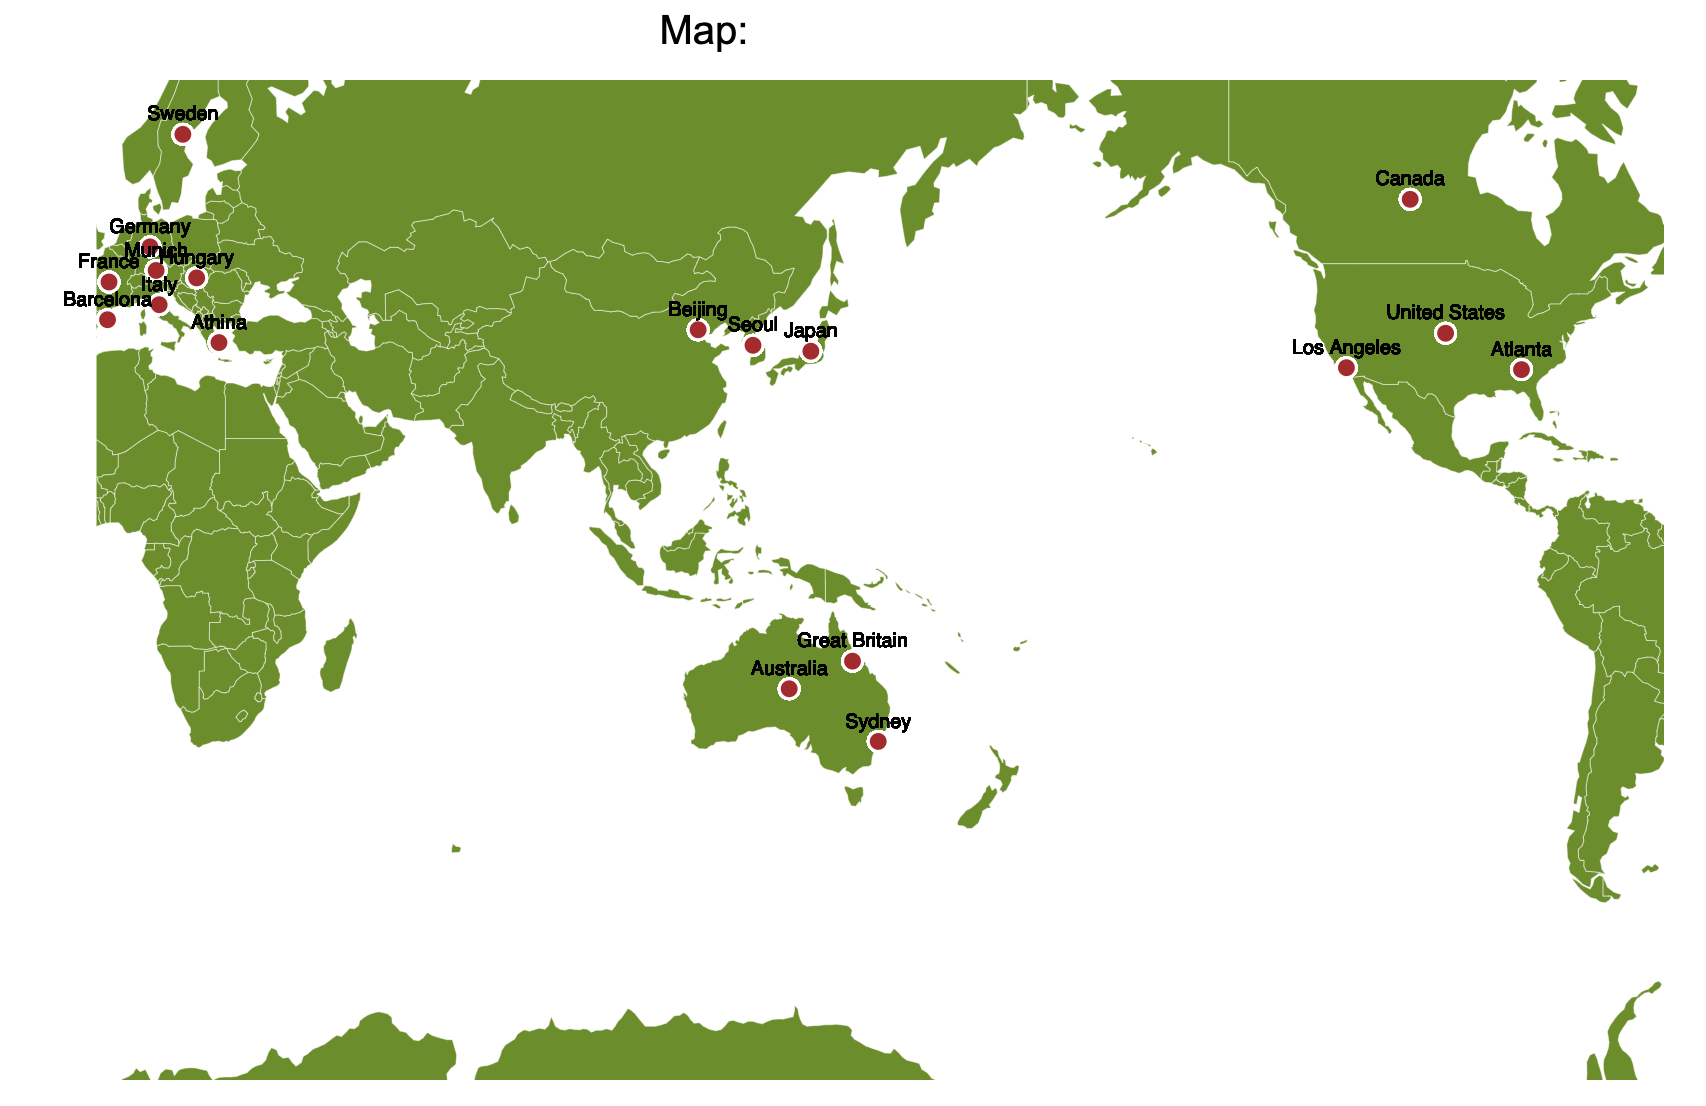 Map:
Sweden
Canada
Germany
Munich
Hungary
France
Italy
Barcelona
Athina
Beijing
Seoul
Japan
United States
Los Angeles
Atlanta
Great Britain
Australia
Sydney